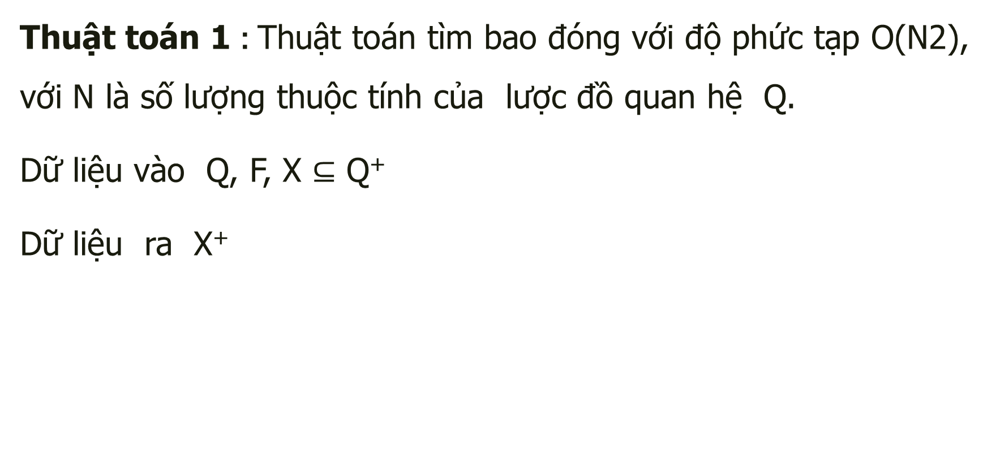 Thuật toán 1 : Thuật toán tìm bao đóng với độ phức tạp O(N2),
với N là số lượng thuộc tính của lược đồ quan hệ Q.
Dữ liệu vào Q, F, X ⊆ Q⁺
Dữ liệu ra X⁺